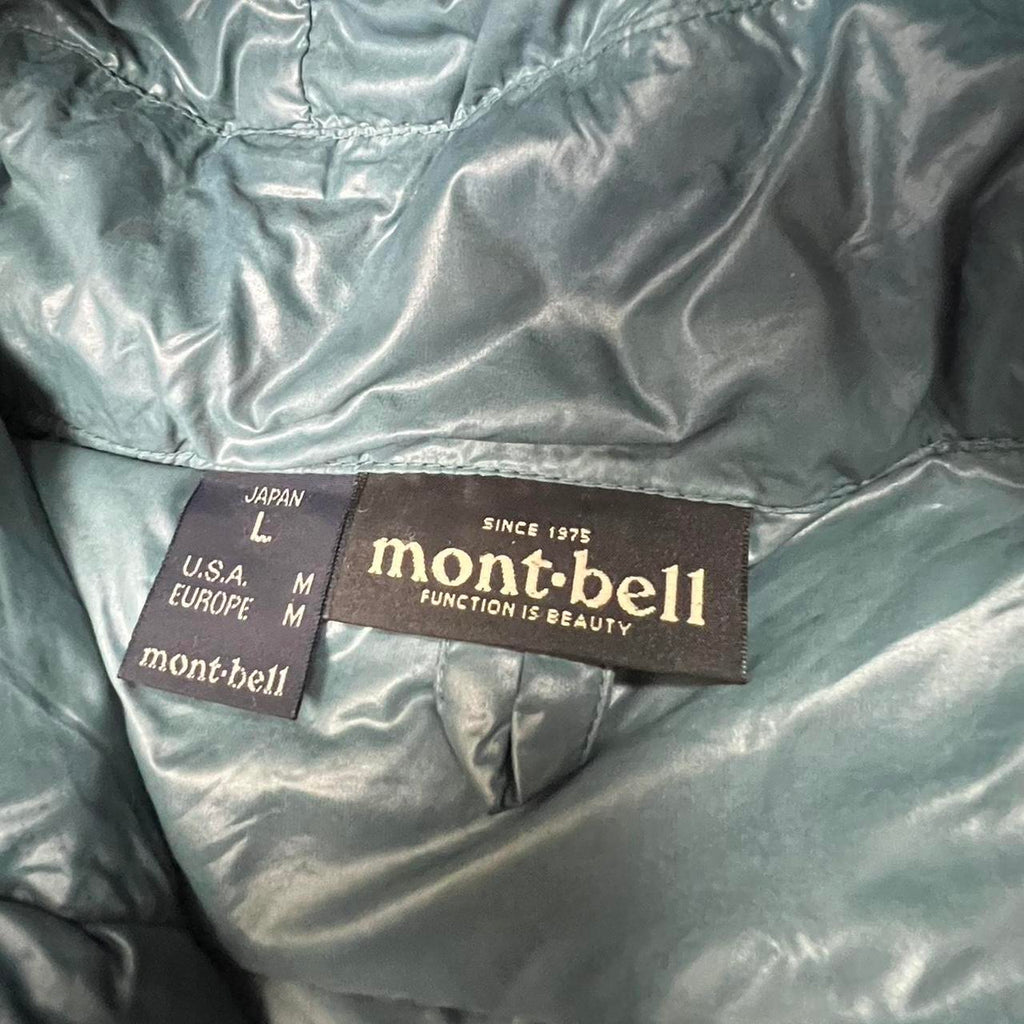 JAPAN
L
U.S.A. M
EUROPE M
mont·bell
SINCE 1975
mont·bell
FUNCTION IS BEAUTY